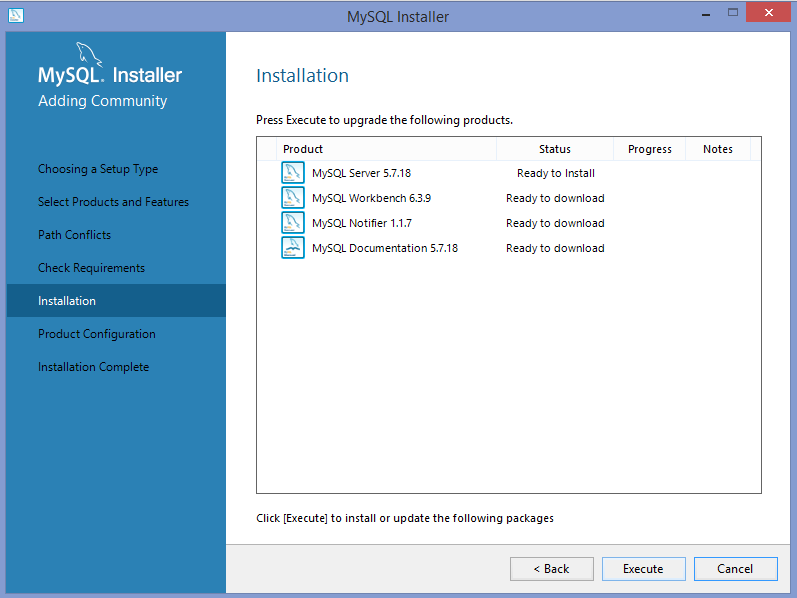 MySQL Installer
MySQL. Installer
Adding Community
Choosing a Setup Type
Select Products and Features
Path Conflicts
Check Requirements
Installation
Product Configuration
Installation Complete
Installation
Press Execute to upgrade the following products.
Product Status Progress Notes
MySQL Server 5.7.18 Ready to Install
MySQL Workbench 6.3.9 Ready to download
MySQL Notifier 1.1.7 Ready to download
MySQL Documentation 5.7.18 Ready to download
Click [Execute] to install or update the following packages
< Back Execute Cancel